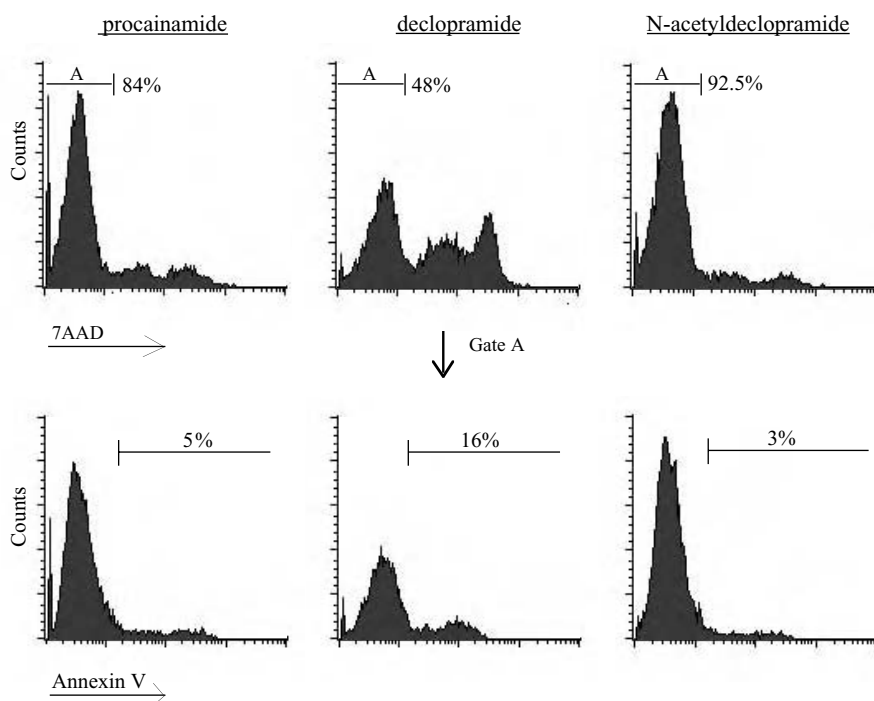 procainamide declopramide N-acetyldeclopramide
A 84% A 48% A 92.5%
Counts
7AAD
Gate A
5% 16% 3%
Counts
Annexin V